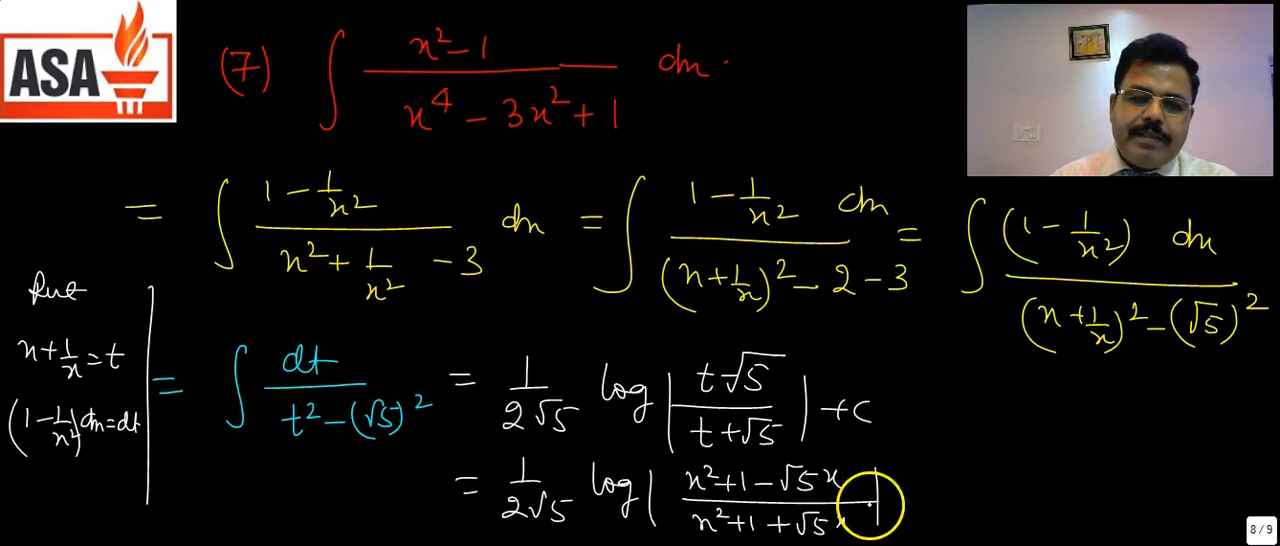 ASA
(7) ∫ x² – 1 / x⁴ – 3x² + 1 dx .
= ∫ 1 – 1/x² / x² + 1/x² – 3 dx = ∫ 1 – 1/x² dx / (x + 1/x)² – 2 – 3 = ∫ (1 – 1/x²) dx / (x + 1/x)² – (√5)²
Put
x + 1/x = t
(1 – 1/x²) dx = dt
= ∫ dt / t² – (√5)² = 1/2√5 log | t√5 / t + √5 | + c
= 1/2√5 log | x² + 1 – √5 x / x² + 1 + √5 x |
8 / 9